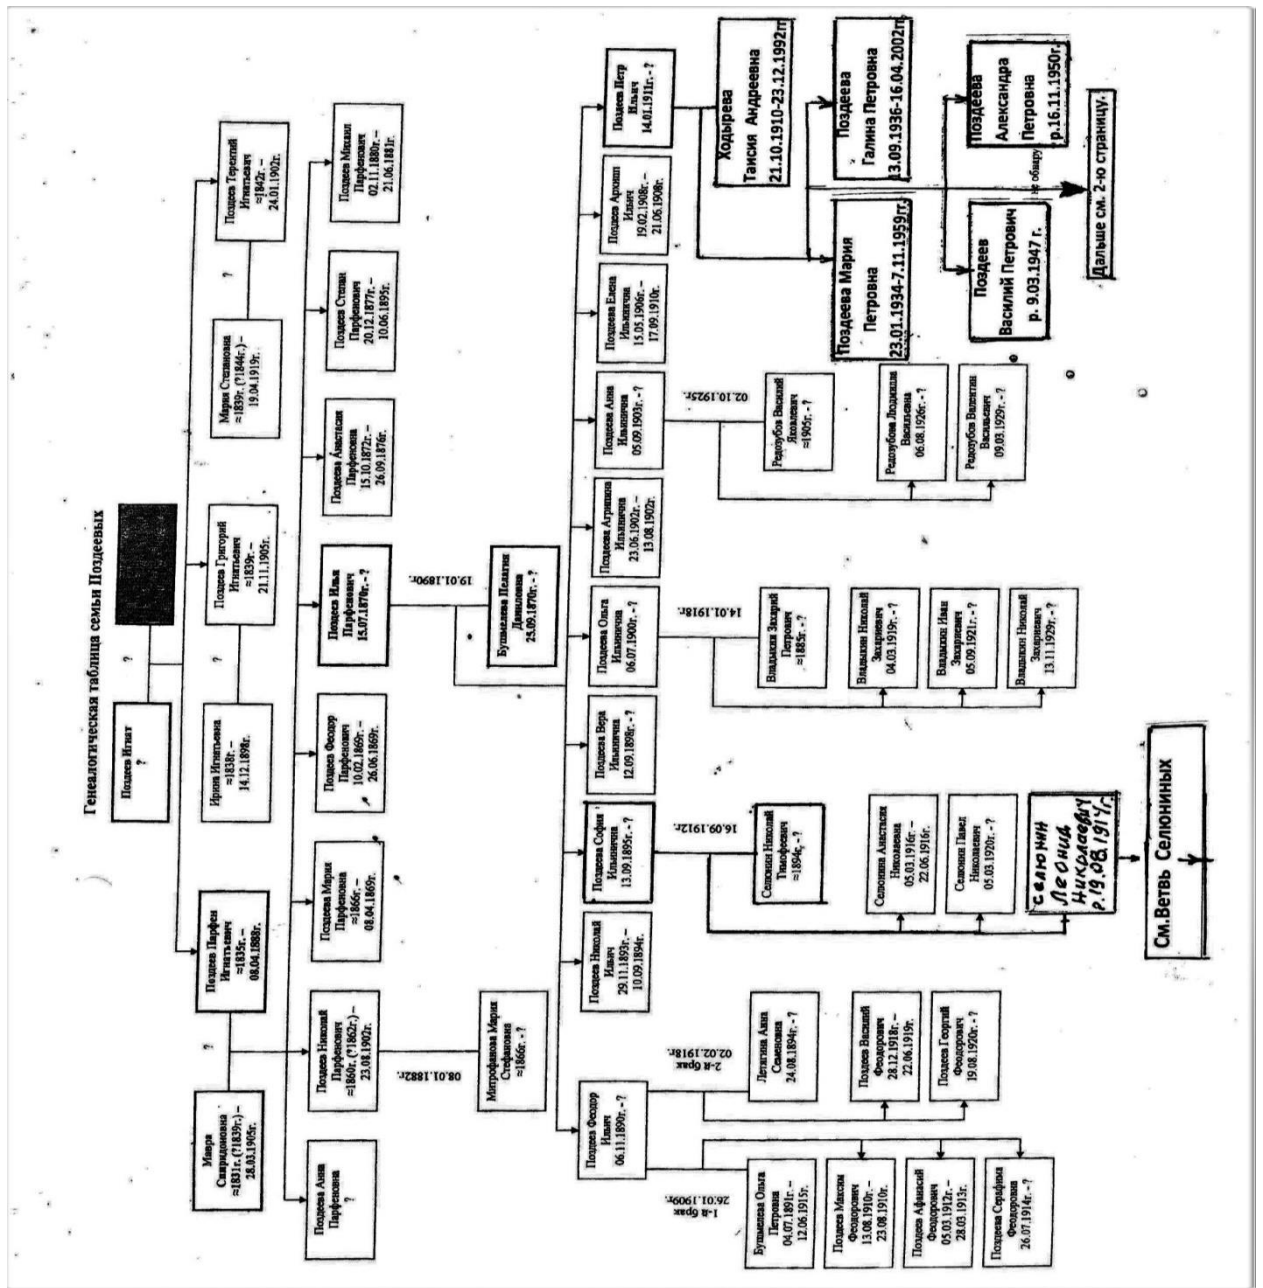 Генеалогическая таблица семьи Поздеевых
Поздеев Игнат
?
?
Мавра
Спиридоновна
≈1831г. (?1839г.) –
28.03.1905г.
?
Поздеев Парфен
Игнатьевич
≈1835г. –
08.04.1888г.
Ирина Игнатьевна
≈1838г. –
14.12.1898г.
?
Поздеев Григорий
Игнатьевич
≈1839г. –
21.11.1905г.
Мария Степановна
≈1839г. (?1844г.) –
19.04.1919г.
?
Поздеев Терентий
Игнатьевич
≈1842г. –
24.01.1902г.
Поздеева Анна
Парфеновна
?
Поздеев Николай
Парфенович
≈1860г. (?1862г.) –
23.08.1902г.
Поздеева Мария
Парфеновна
≈1866г. –
08.04.1869г.
Поздеев Феодор
Парфенович
10.02.1869г. –
26.06.1869г.
Поздеев Илья
Парфенович
15.07.1870г. - ?
Поздеева Анастасия
Парфеновна
15.10.1872г. –
26.09.1876г.
Поздеев Степан
Парфенович
20.12.1877г. –
10.06.1895г.
Поздеев Михаил
Парфенович
02.11.1880г. –
21.06.1881г.
08.01.1882г.
19.01.1890г.
Митрофанова Мария
Стефановна
≈1866г. - ?
Бушмелева Пелагия
Даниловна
25.09.1870г. - ?
Поздеев Феодор
Ильич
06.11.1890г. - ?
Поздеев Николай
Ильич
29.11.1893г. –
10.09.1894г.
Поздеева София
Ильинична
13.09.1895г. - ?
Поздеева Вера
Ильинична
12.09.1898г. - ?
Поздеева Ольга
Ильинична
06.07.1900г. - ?
Поздеева Агрипина
Ильинична
23.06.1902г. –
13.08.1902г.
Поздеева Анна
Ильинична
05.09.1903г. - ?
Поздеева Елена
Ильинична
15.05.1906г. –
17.09.1910г.
Поздеев
Ильич
19.02.1908г. –
21.06.1908г.
Поздеев Петр
Ильич
14.01.1911г. - ?
1-й брак
26.01.1909г.
2-й брак
02.02.1918г.
16.09.1912г.
14.01.1918г.
02.10.1925г.
Бушмелева Ольга
Петровна
04.07.1891г. –
12.06.1915г.
Летягина Анна
Семеновна
24.08.1894г. - ?
Селюнин Николай
Тимофеевич
≈1894г. - ?
Владыкин Захарий
Петрович
≈1885г. - ?
Редозубов Василий
Яковлевич
≈1905г. - ?
Ходырева
Таисия Андреевна
21.10.1910-23.12.1992гг
Поздеев Максим
Феодорович
13.08.1910г. –
23.08.1910г.
Поздеев Василий
Феодорович
28.12.1918г. –
22.06.1919г.
Селюнина Анастасия
Николаевна
05.03.1916г. –
22.06.1916г.
Владыкин Николай
Захариевич
04.03.1919г. - ?
Редозубова Людмилла
Васильевна
06.08.1926г. - ?
Поздеева Мария
Петровна
23.01.1934-7.11.1959гг.
Поздеева
Галина Петровна
13.09.1936-16.04.2002гг
Поздеев Афанасий
Феодорович
05.03.1912г. –
28.03.1913г.
Поздеев Георгий
Феодорович
19.08.1920г. - ?
Селюнин Павел
Николаевич
05.03.1920г. - ?
Владыкин Иван
Захариевич
05.09.1921г. - ?
Редозубов Валентин
Васильевич
09.03.1929г. - ?
Поздеев
Василий Петрович
р. 9.03.1947 г.
Поздеева
Александра
Петровна
р.16.11.1950г.
Поздеева Серафима
Феодоровна
26.07.1914г. - ?
Селюнин
Леонид
Николаевич
р.19.08.1914г
Владыкин Николай
Захариевич
13.11.1929г. - ?
не обнару
Дальше см. 2-ю страницу.
См.Ветвь Селюниных